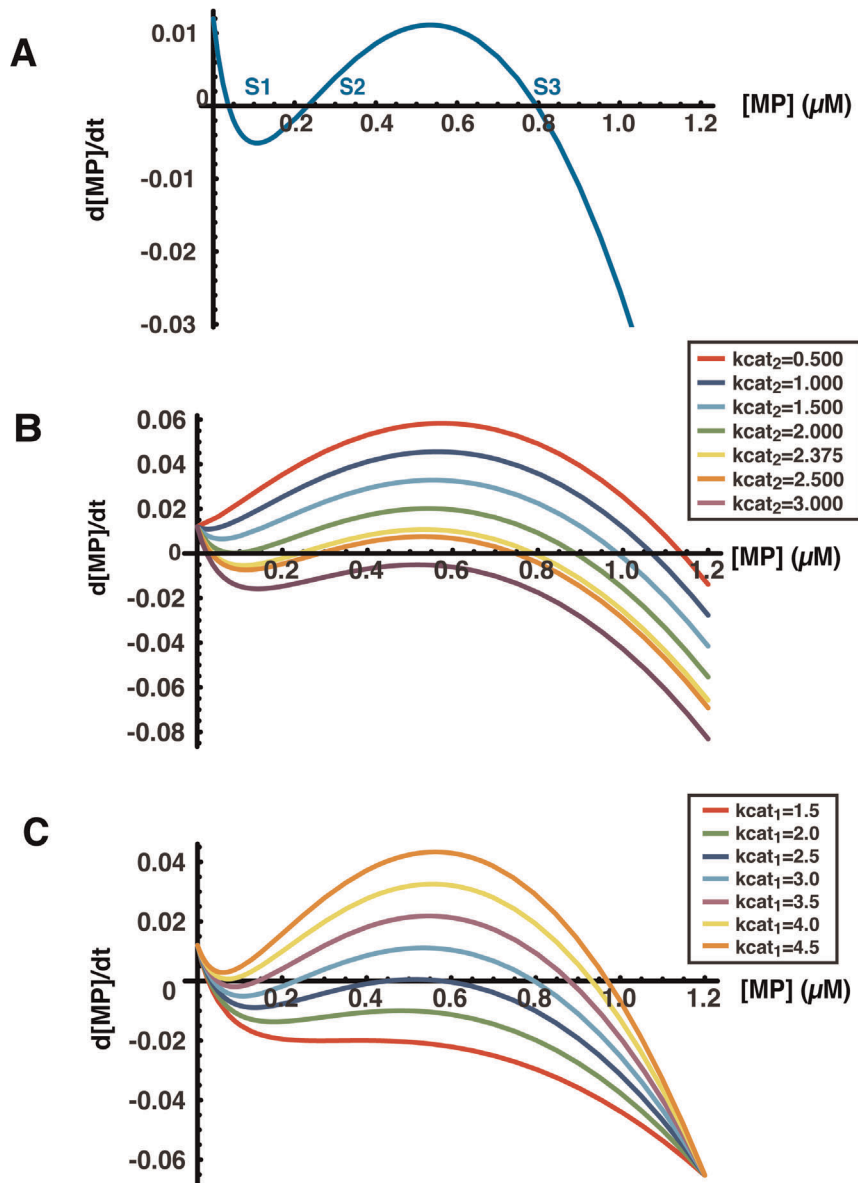 A
0.01
S1 S2 S3
0
0.2 0.4 0.6 0.8 1.0 1.2
[MP] (µM)
d[MP]/dt
-0.01
-0.02
-0.03
kcat2=0.500
kcat2=1.000
kcat2=1.500
kcat2=2.000
kcat2=2.375
kcat2=2.500
kcat2=3.000
B
0.06
0.04
0.02
0
0.2 0.4 0.6 0.8 1.0 1.2
[MP] (µM)
d[MP]/dt
-0.02
-0.04
-0.06
-0.08
kcat1=1.5
kcat1=2.0
kcat1=2.5
kcat1=3.0
kcat1=3.5
kcat1=4.0
kcat1=4.5
C
0.04
0.02
0
0.2 0.4 0.6 0.8 1.0 1.2
[MP] (µM)
d[MP]/dt
-0.02
-0.04
-0.06